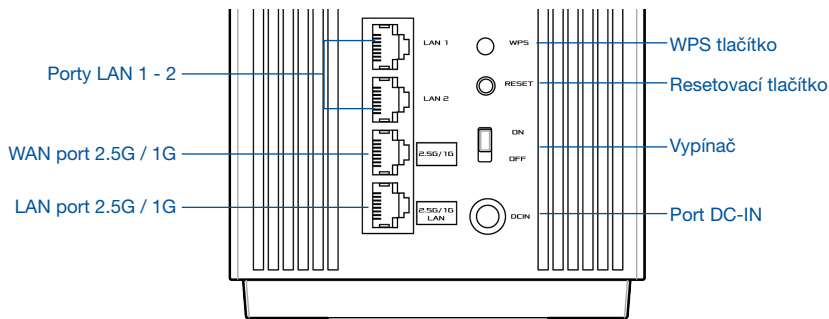 Porty LAN 1 - 2
WAN port 2.5G / 1G
LAN port 2.5G / 1G
LAN 1
LAN 2
2.5G/1G
2.5G/1G
LAN
WPS
RESET
ON
OFF
DCIN
WPS tlačítko
Resetovací tlačítko
Vypínač
Port DC-IN